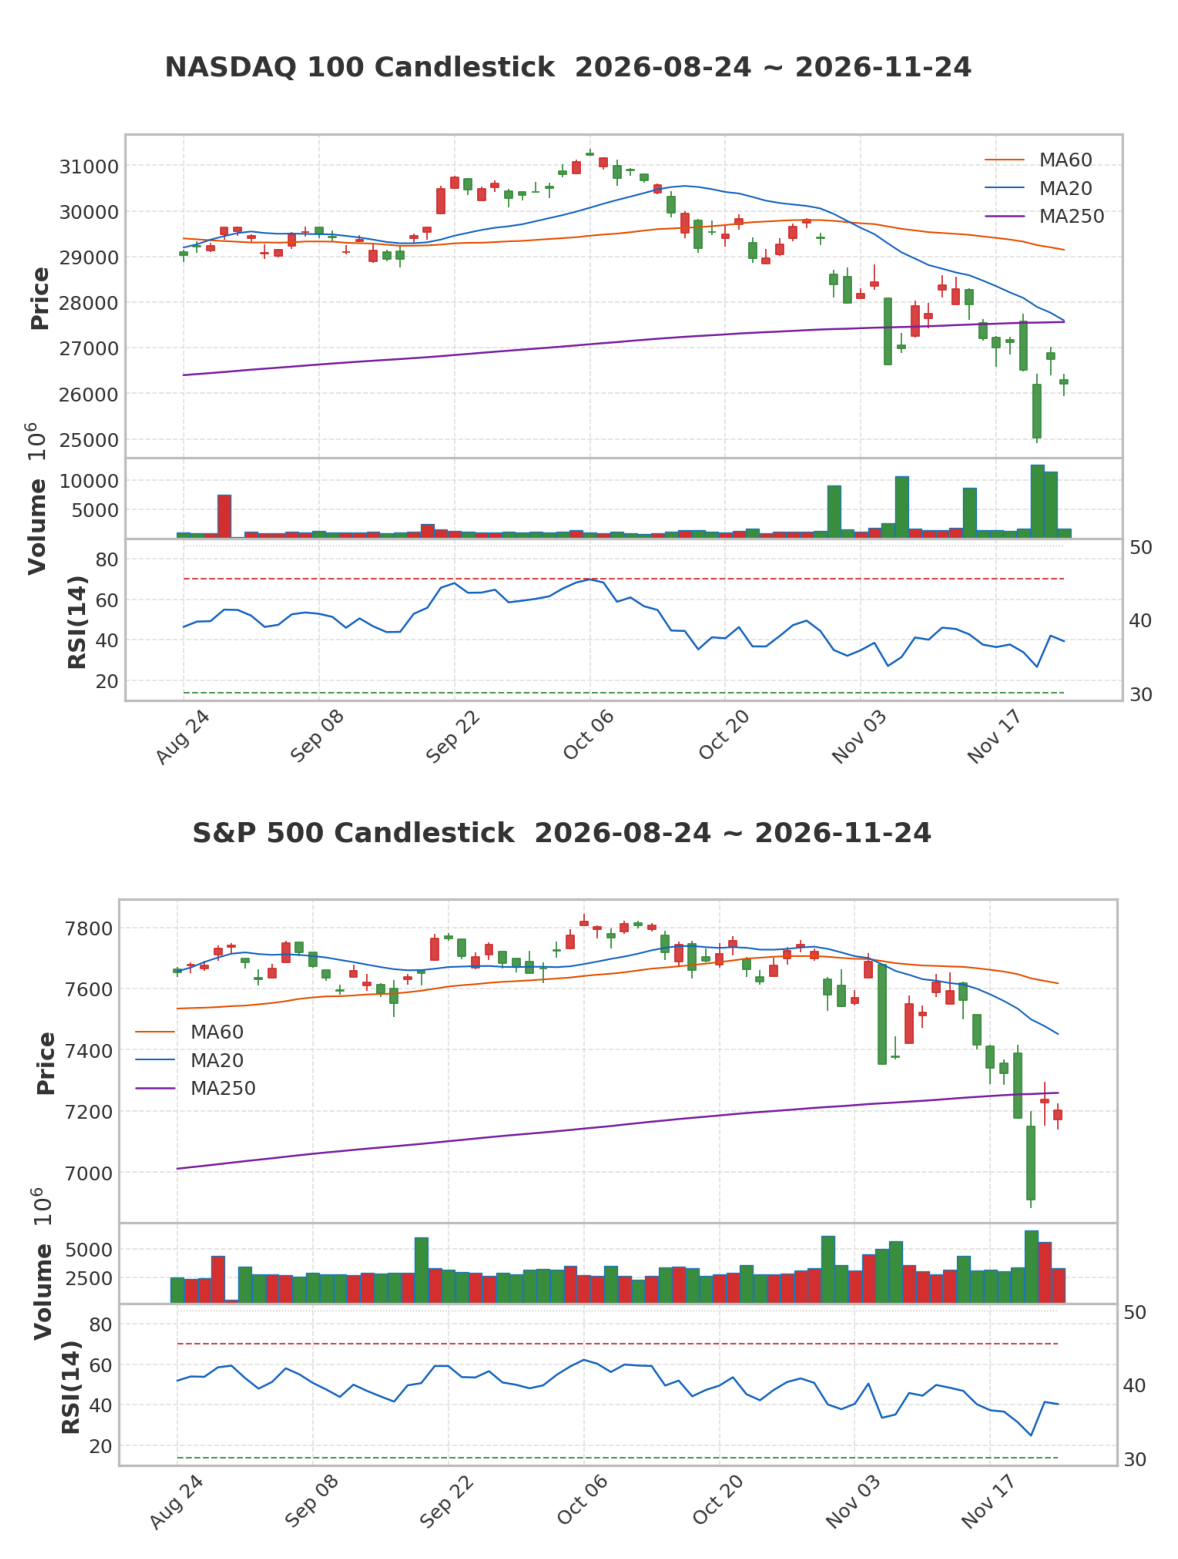 NASDAQ 100 Candlestick  2026-08-24 ~ 2026-11-24
MA60
MA20
MA250
Price
31000
30000
29000
28000
27000
26000
25000
Volume 10^6
10000
5000
RSI(14)
80
60
40
20
50
40
30
Aug 24
Sep 08
Sep 22
Oct 06
Oct 20
Nov 03
Nov 17
S&P 500 Candlestick  2026-08-24 ~ 2026-11-24
Price
7800
7600
7400
7200
7000
MA60
MA20
MA250
Volume 10^6
5000
2500
RSI(14)
80
60
40
20
50
40
30
Aug 24
Sep 08
Sep 22
Oct 06
Oct 20
Nov 03
Nov 17